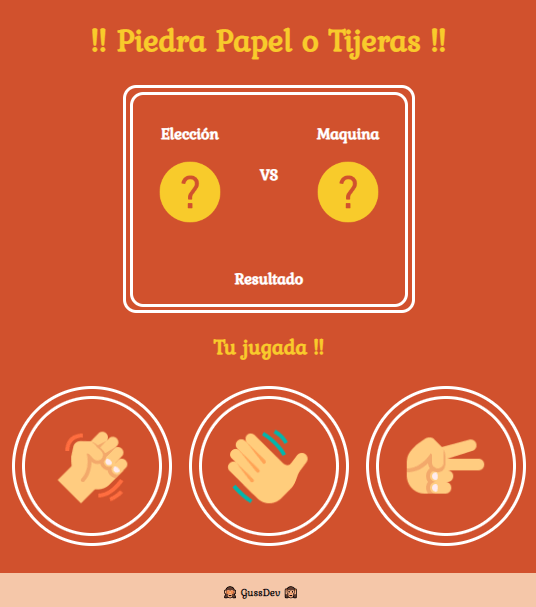 !! Piedra Papel o Tijeras !!
Elección
Maquina
VS
?
?
Resultado
Tu jugada !!
GussDev